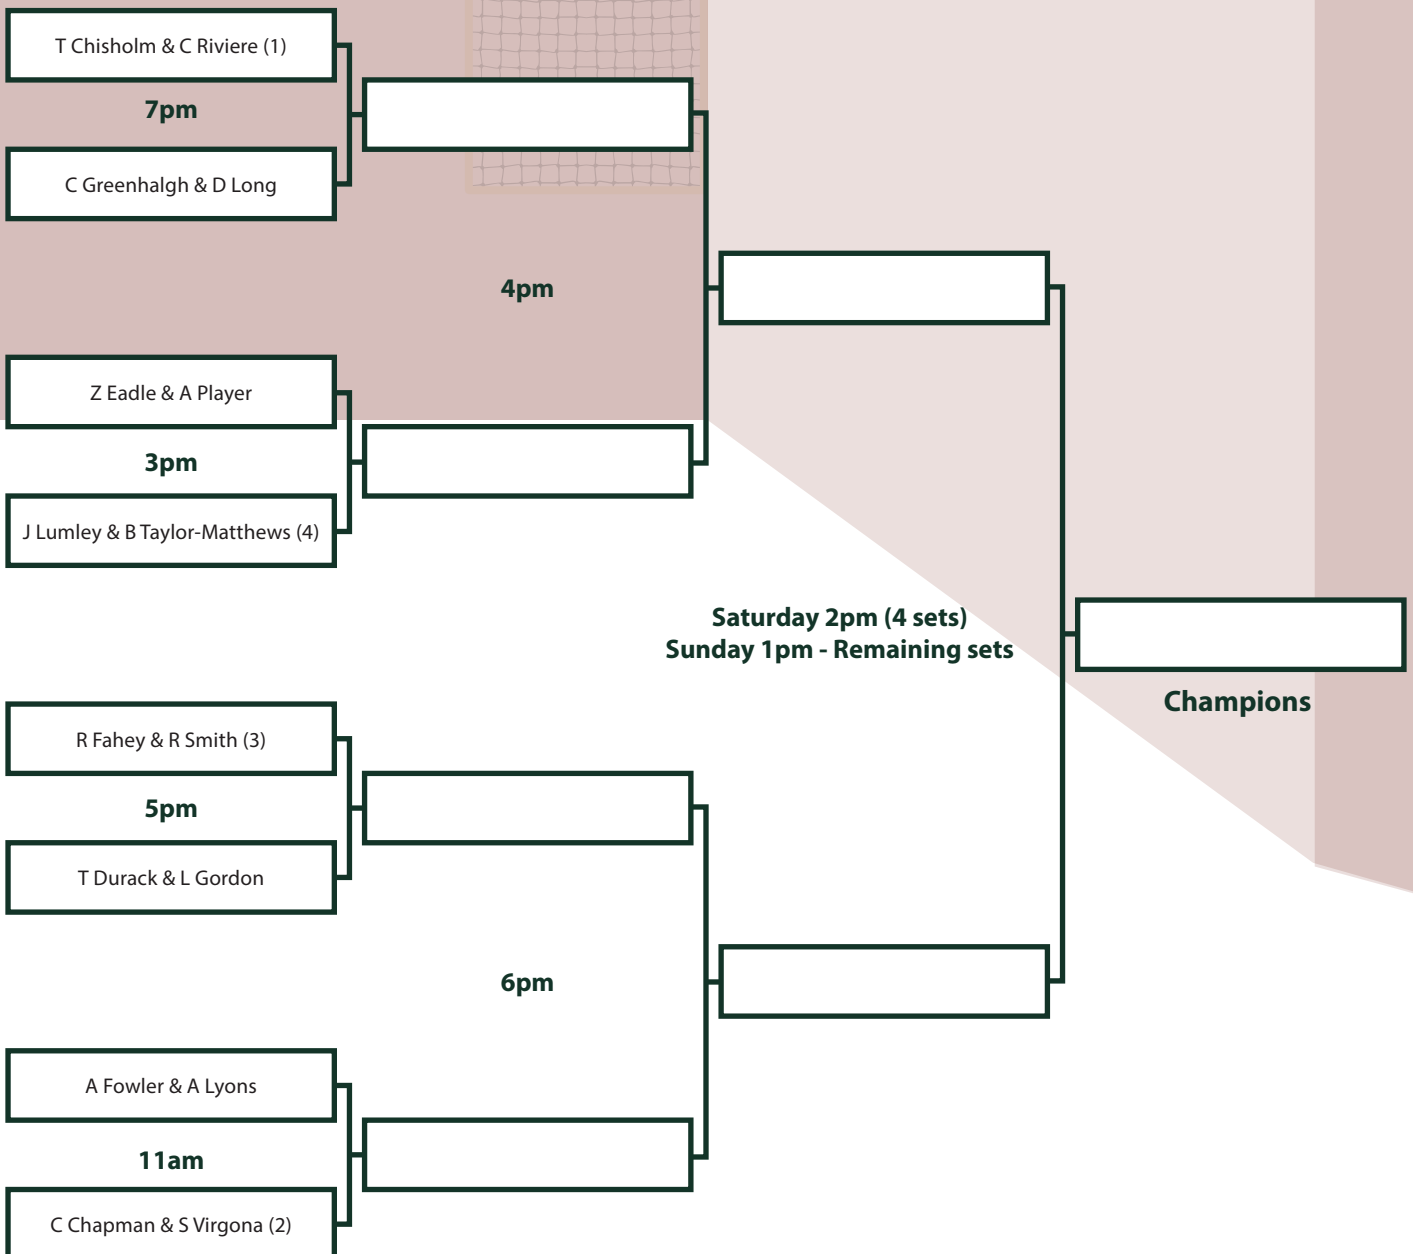 T Chisholm & C Riviere (1)
7pm
C Greenhalgh & D Long
4pm
Z Eadle & A Player
3pm
J Lumley & B Taylor-Matthews (4)
Saturday 2pm (4 sets)
Sunday 1pm - Remaining sets
Champions
R Fahey & R Smith (3)
5pm
T Durack & L Gordon
6pm
A Fowler & A Lyons
11am
C Chapman & S Virgona (2)